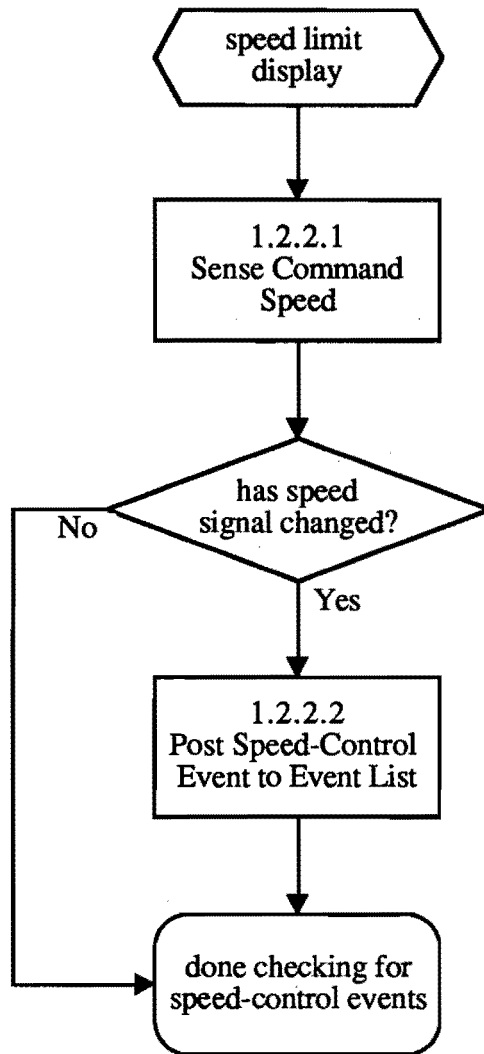 speed limit
display
1.2.2.1
Sense Command
Speed
has speed
signal changed?
No
Yes
1.2.2.2
Post Speed-Control
Event to Event List
done checking for
speed-control events